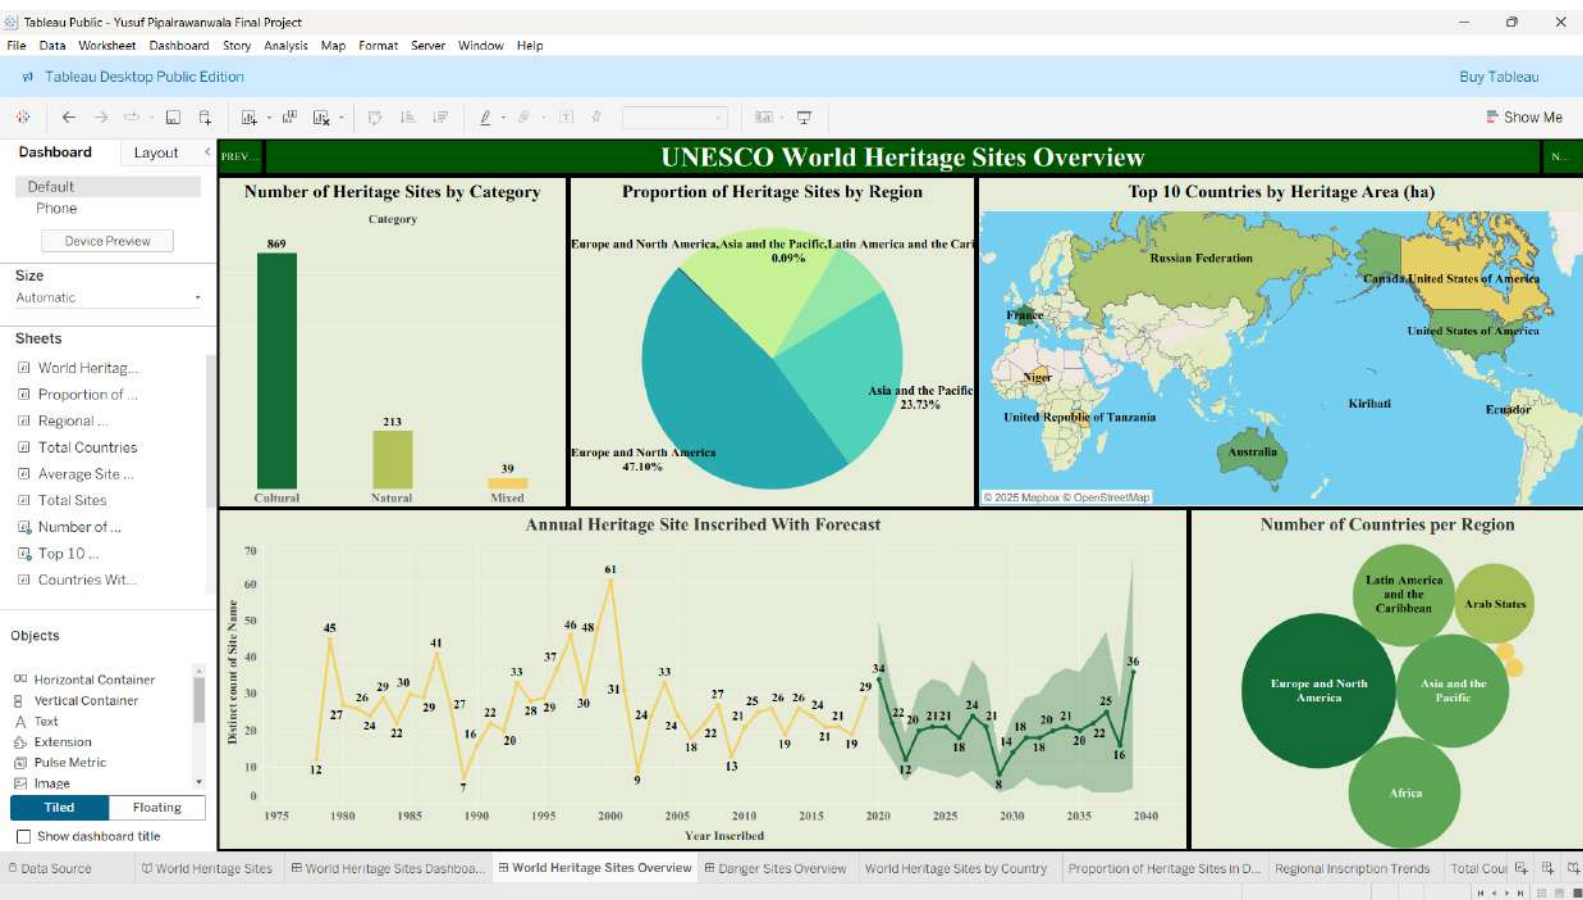 Tableau Public - Yusuf Pipalrawanwala Final Project
File Data Worksheet Dashboard Story Analysis Map Format Server Window Help
Tableau Desktop Public Edition
Buy Tableau
Show Me
Dashboard Layout
Default
Phone
Device Preview
Size
Automatic
Sheets
World Heritag...
Proportion of ...
Regional ...
Total Countries
Average Site ...
Total Sites
Number of ...
Top 10 ...
Countries Wit...
Objects
Horizontal Container
Vertical Container
Text
Extension
Pulse Metric
Image
Tiled Floating
Show dashboard title
PREV...
UNESCO World Heritage Sites Overview
N...
Number of Heritage Sites by Category
Category
869
213
39
Cultural Natural Mixed
Proportion of Heritage Sites by Region
Europe and North America,Asia and the Pacific,Latin America and the Cari
0.09%
Asia and the Pacific
23.73%
Europe and North America
47.10%
Top 10 Countries by Heritage Area (ha)
Russian Federation
Canada United States of America
France
United States of America
Niger
Kiribati
Ecuador
United Republic of Tanzania
Australia
© 2025 Mapbox © OpenStreetMap
Annual Heritage Site Inscribed With Forecast
Distinct count of Site Name
70
60
50
40
30
20
10
0
12 45 27 26 24 29 22 30 29 41 27 7 16 22 20 33 28 29 37 46 30 48 61 31 9 24 33 24 18 22 27 13 21 25 26 19 26 24 21 21 19 29
34 22 12 20 21 21 18 24 21 8 14 18 18 20 21 20 22 25 16 36
1975 1980 1985 1990 1995 2000 2005 2010 2015 2020 2025 2030 2035 2040
Year Inscribed
Number of Countries per Region
Latin America
and the
Caribbean
Arab States
Europe and North
America
Asia and the
Pacific
Africa
Data Source World Heritage Sites World Heritage Sites Dashboa... World Heritage Sites Overview Danger Sites Overview World Heritage Sites by Country Proportion of Heritage Sites in D... Regional Inscription Trends Total Cou